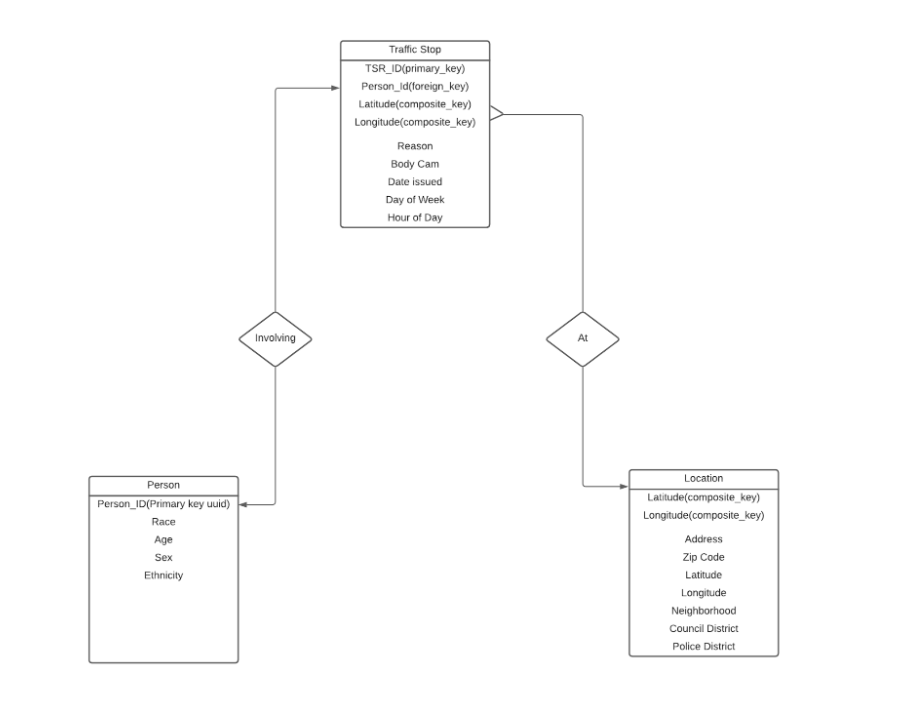 Traffic Stop
TSR_ID(primary_key)
Person_Id(foreign_key)
Latitude(composite_key)
Longitude(composite_key)
Reason
Body Cam
Date issued
Day of Week
Hour of Day
Involving
At
Person
Person_ID(Primary key uuid)
Race
Age
Sex
Ethnicity
Location
Latitude(composite_key)
Longitude(composite_key)
Address
Zip Code
Latitude
Longitude
Neighborhood
Council District
Police District